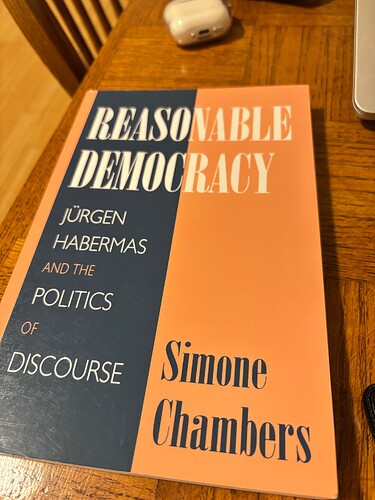 REASONABLE
DEMOCRACY
JÜRGEN
HABERMAS
AND THE
POLITICS
OF
DISCOURSE
Simone
Chambers